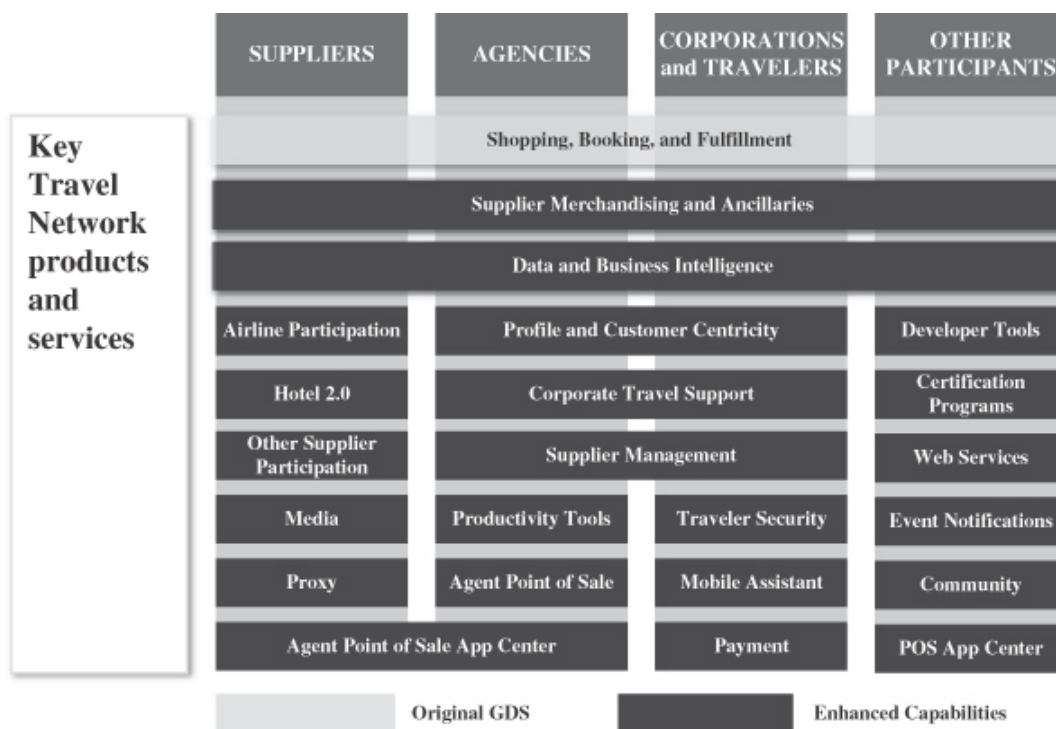 SUPPLIERS
AGENCIES
CORPORATIONS
and TRAVELERS
OTHER
PARTICIPANTS
Key
Travel
Network
products
and
services
Shopping, Booking, and Fulfillment
Supplier Merchandising and Ancillaries
Data and Business Intelligence
Airline Participation
Profile and Customer Centricity
Developer Tools
Hotel 2.0
Corporate Travel Support
Certification
Programs
Other Supplier
Participation
Supplier Management
Web Services
Media
Productivity Tools
Traveler Security
Event Notifications
Proxy
Agent Point of Sale
Mobile Assistant
Community
Agent Point of Sale App Center
Payment
POS App Center
Original GDS
Enhanced Capabilities